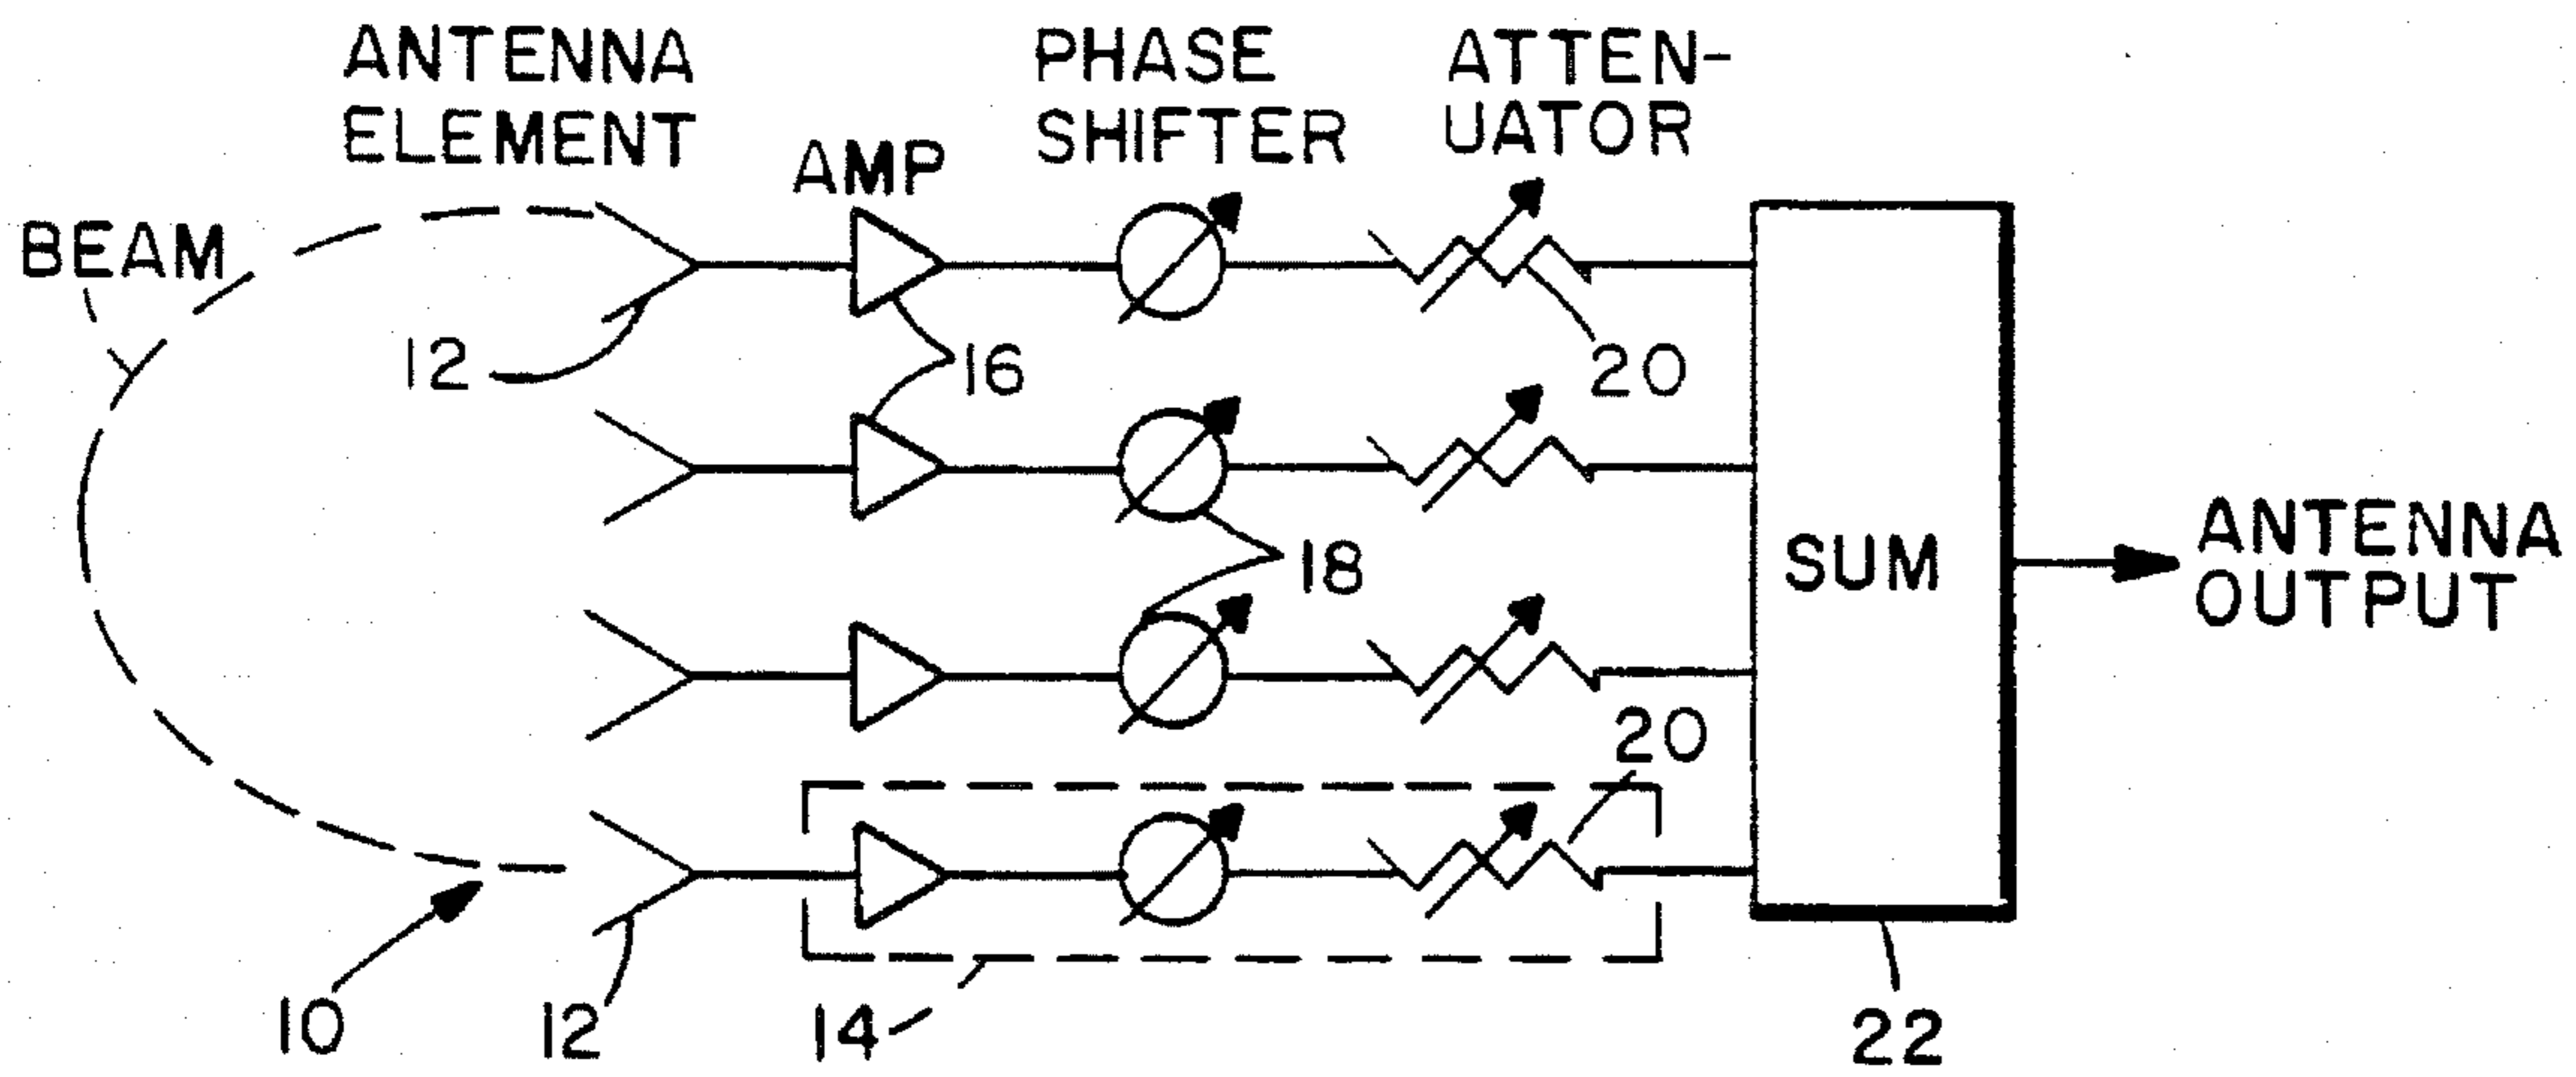 ANTENNA
ELEMENT
AMP
PHASE
SHIFTER
ATTEN-
UATOR
BEAM
12
16
20
18
SUM
ANTENNA
OUTPUT
20
10
12
14
22